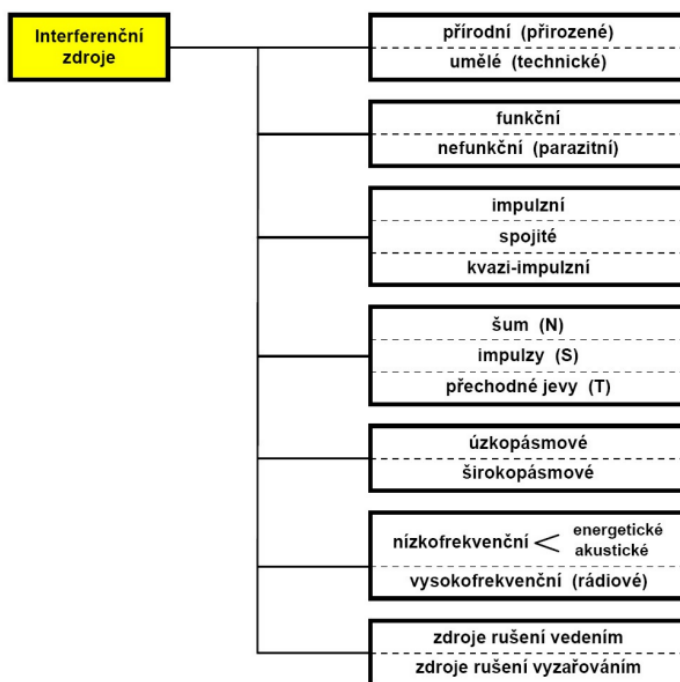 Interferenční
zdroje
přírodní (přirozené)
umělé (technické)
funkční
nefunkční (parazitní)
impulzní
spojité
kvazi-impulzní
šum (N)
impulzy (S)
přechodné jevy (T)
úzkopásmové
širokopásmové
nízkofrekvenční < energetické
akustické
vysokofrekvenční (rádiové)
zdroje rušení vedením
zdroje rušení vyzařováním